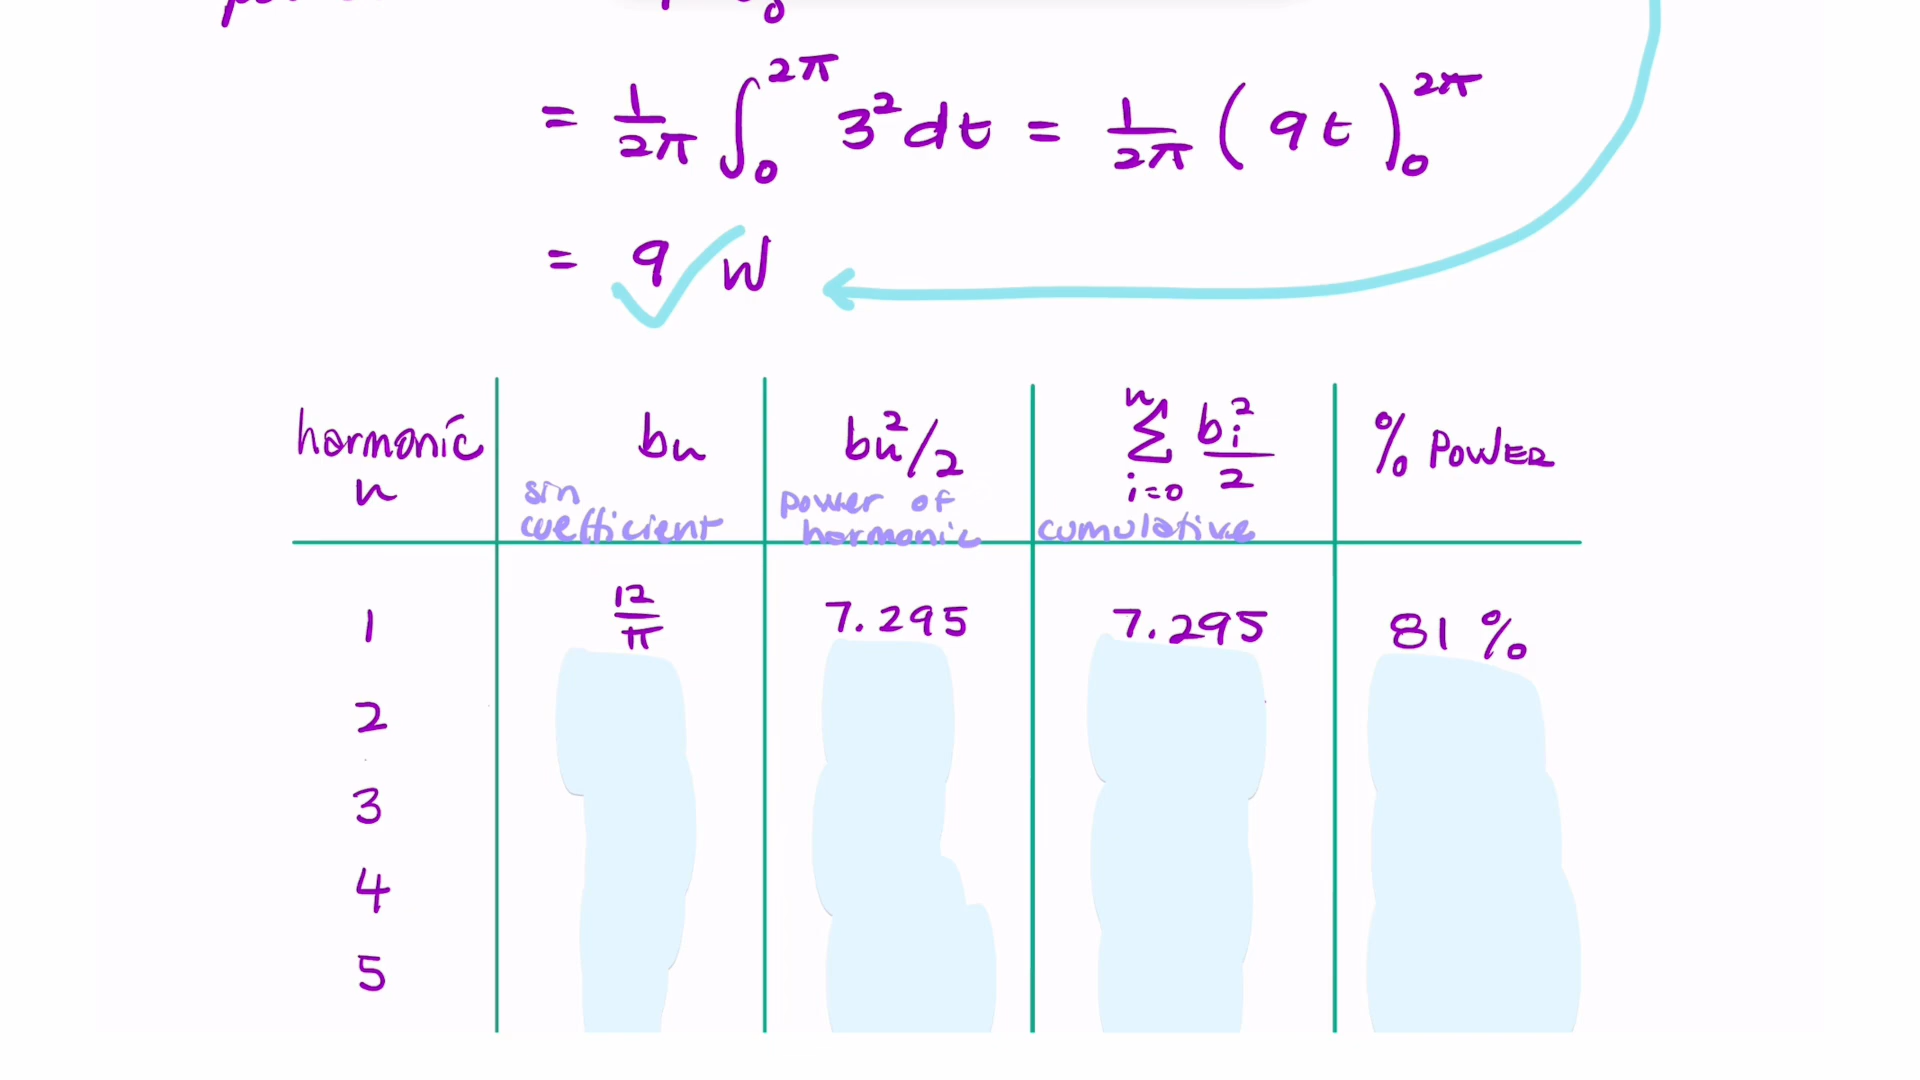 = 1/2π ∫₀^2π 3² dt = 1/2π ( 9t )₀^2π
= 9 W
harmonic n | bn | bn²/2 | n Σ i=0 bi²/2 | % POWER
sin coefficient | power of harmonic | cumulative
1 | 12/π | 7.295 | 7.295 | 81 %
2
3
4
5